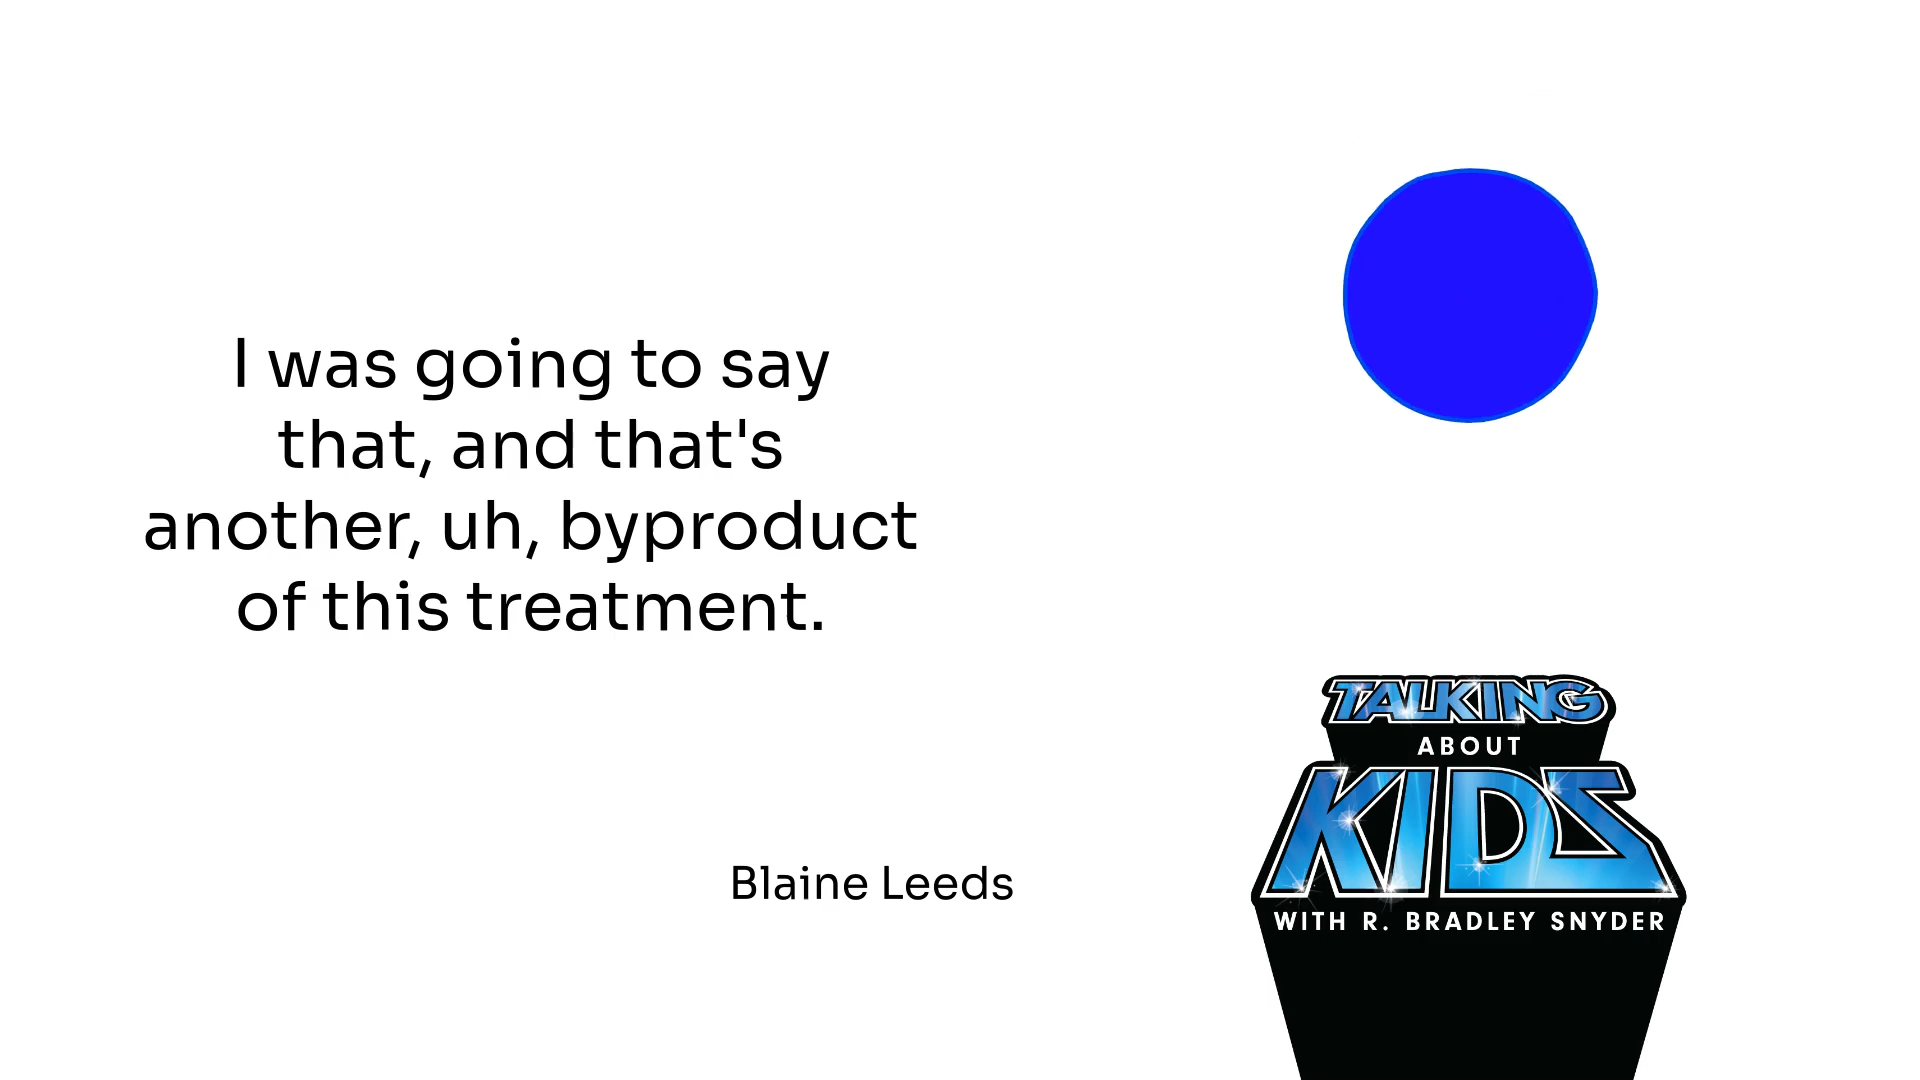 I was going to say
that, and that's
another, uh, byproduct
of this treatment.
Blaine Leeds
TALKING
ABOUT
KIDS
WITH R. BRADLEY SNYDER